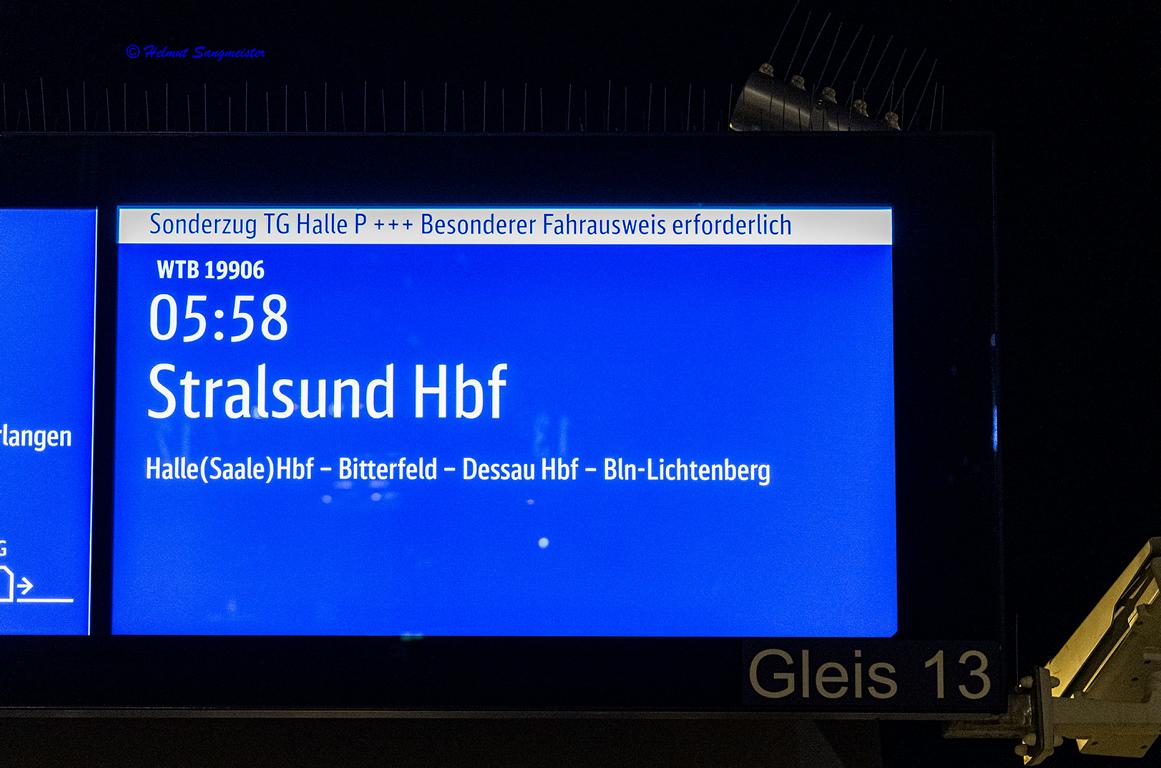 © Helmut Sangmeister
Sonderzug TG Halle P +++ Besonderer Fahrausweis erforderlich
WTB 19906
05:58
Stralsund Hbf
rlangen
Halle(Saale)Hbf – Bitterfeld – Dessau Hbf – Bln-Lichtenberg
G
Gleis 13